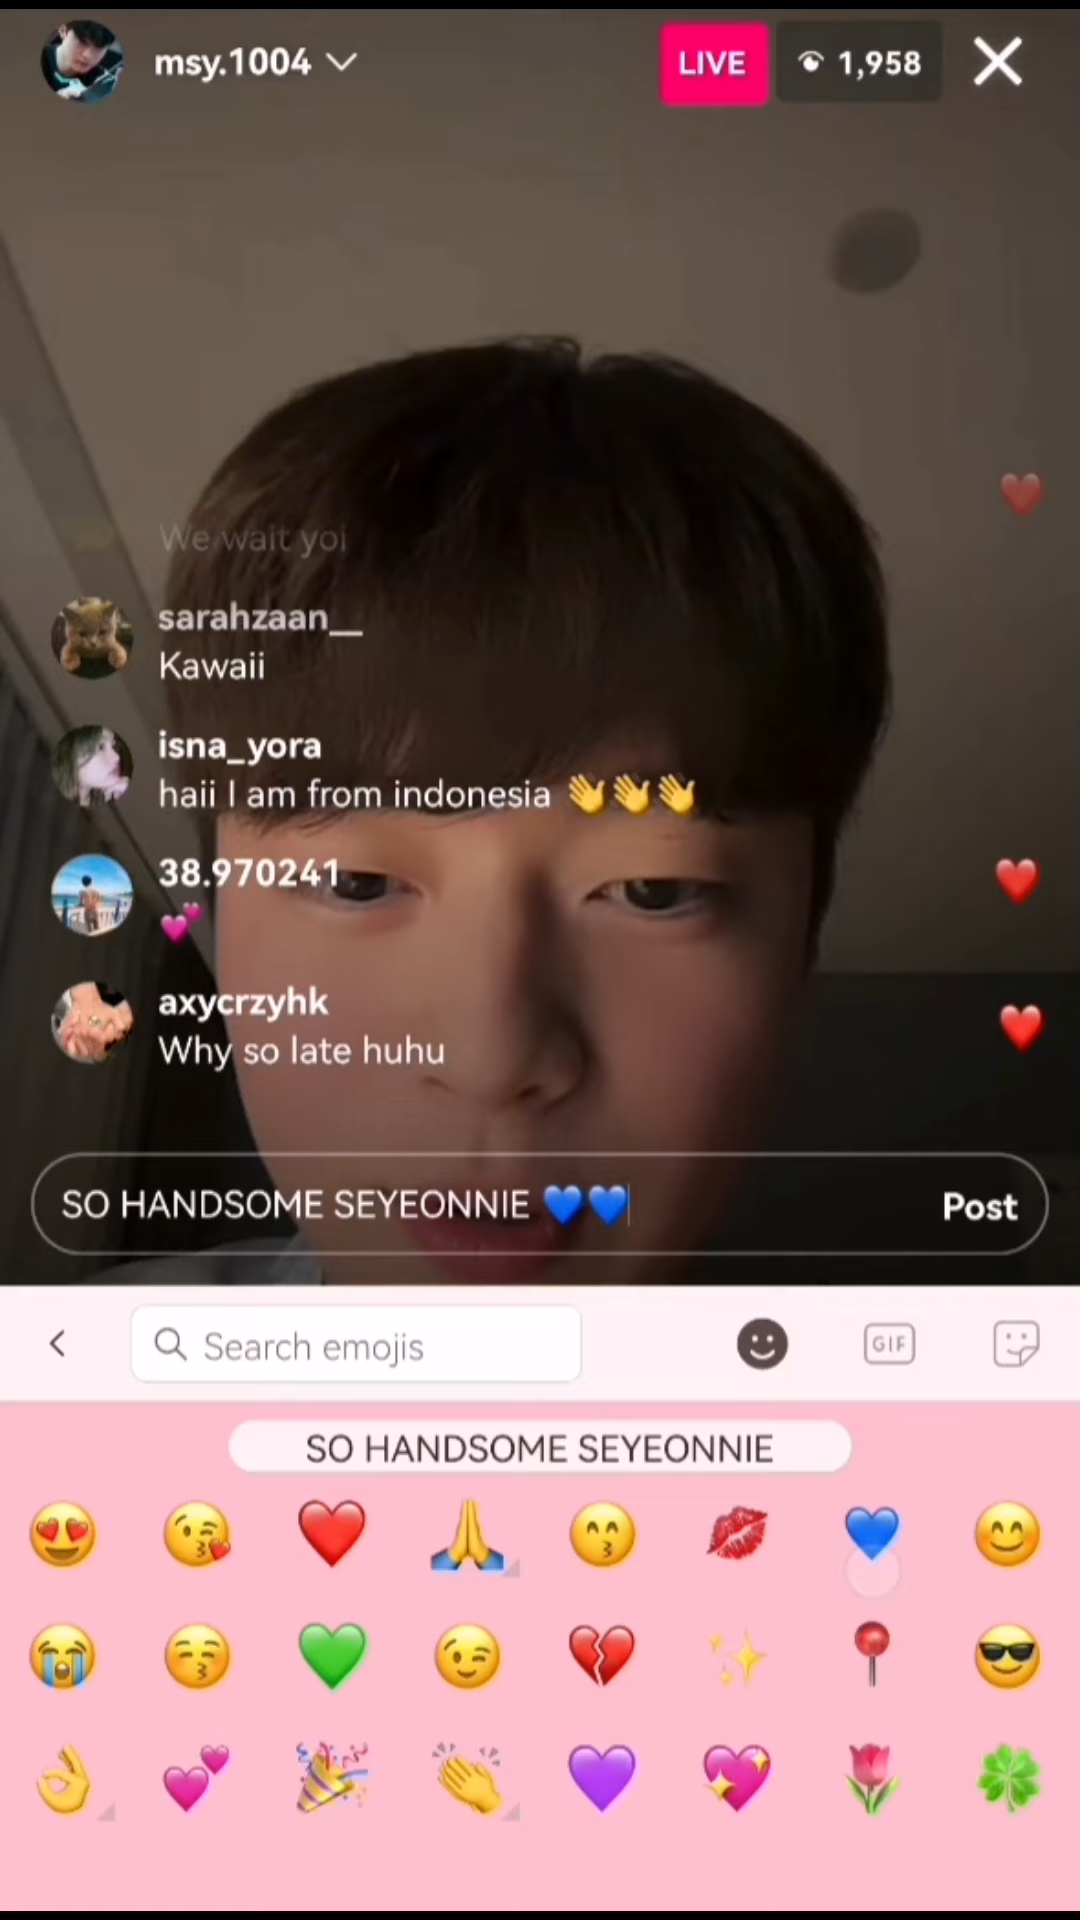 msy.1004
LIVE
1,958
We wait yoi
sarahzaan__
Kawaii
isna_yora
haii I am from indonesia 👋👋👋
38.970241
💕
axycrzyhk
Why so late huhu
SO HANDSOME SEYEONNIE 💙💙
Post
Search emojis
GIF
SO HANDSOME SEYEONNIE